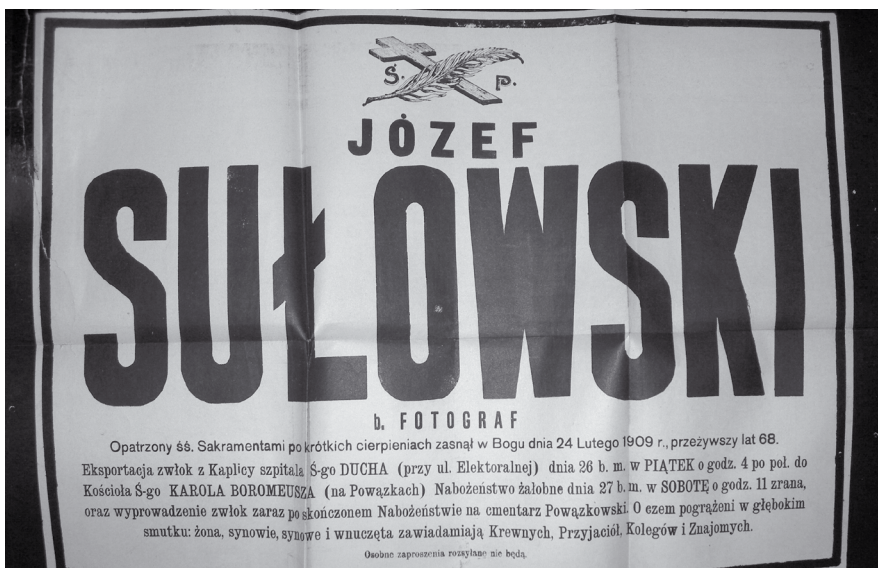 Ś. P.
JÓZEF
SUŁOWSKI
b. FOTOGRAF
Opatrzony śś. Sakramentami po krótkich cierpieniach zasnął w Bogu dnia 24 Lutego 1909 r., przeżywszy lat 68.
Eksportacja zwłok z Kaplicy szpitala Ś-go DUCHA (przy ul. Elektoralnej) dnia 26 b. m. w PIĄTEK o godz. 4 po poł. do
Kościoła Ś-go KAROLA BOROMEUSZA (na Powązkach) Nabożeństwo żałobne dnia 27 b. m. w SOBOTĘ o godz. 11 zrana,
oraz wyprowadzenie zwłok zaraz po skończonem Nabożeństwie na cmentarz Powązkowski. O czem pogrążeni w głębokim
smutku: żona, synowie, synowe i wnuczęta zawiadamiają Krewnych, Przyjaciół, Kolegów i Znajomych.
Osobne zaproszenia rozsyłane nie będą.